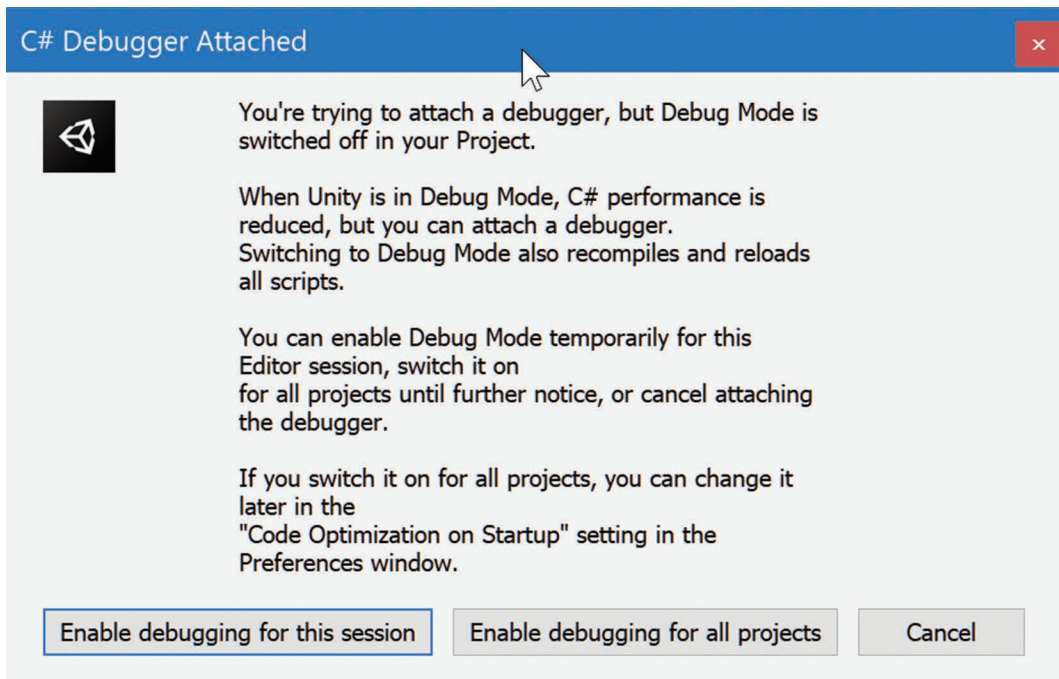 C# Debugger Attached
You're trying to attach a debugger, but Debug Mode is
switched off in your Project.
When Unity is in Debug Mode, C# performance is
reduced, but you can attach a debugger.
Switching to Debug Mode also recompiles and reloads
all scripts.
You can enable Debug Mode temporarily for this
Editor session, switch it on
for all projects until further notice, or cancel attaching
the debugger.
If you switch it on for all projects, you can change it
later in the
"Code Optimization on Startup" setting in the
Preferences window.
Enable debugging for this session
Enable debugging for all projects
Cancel